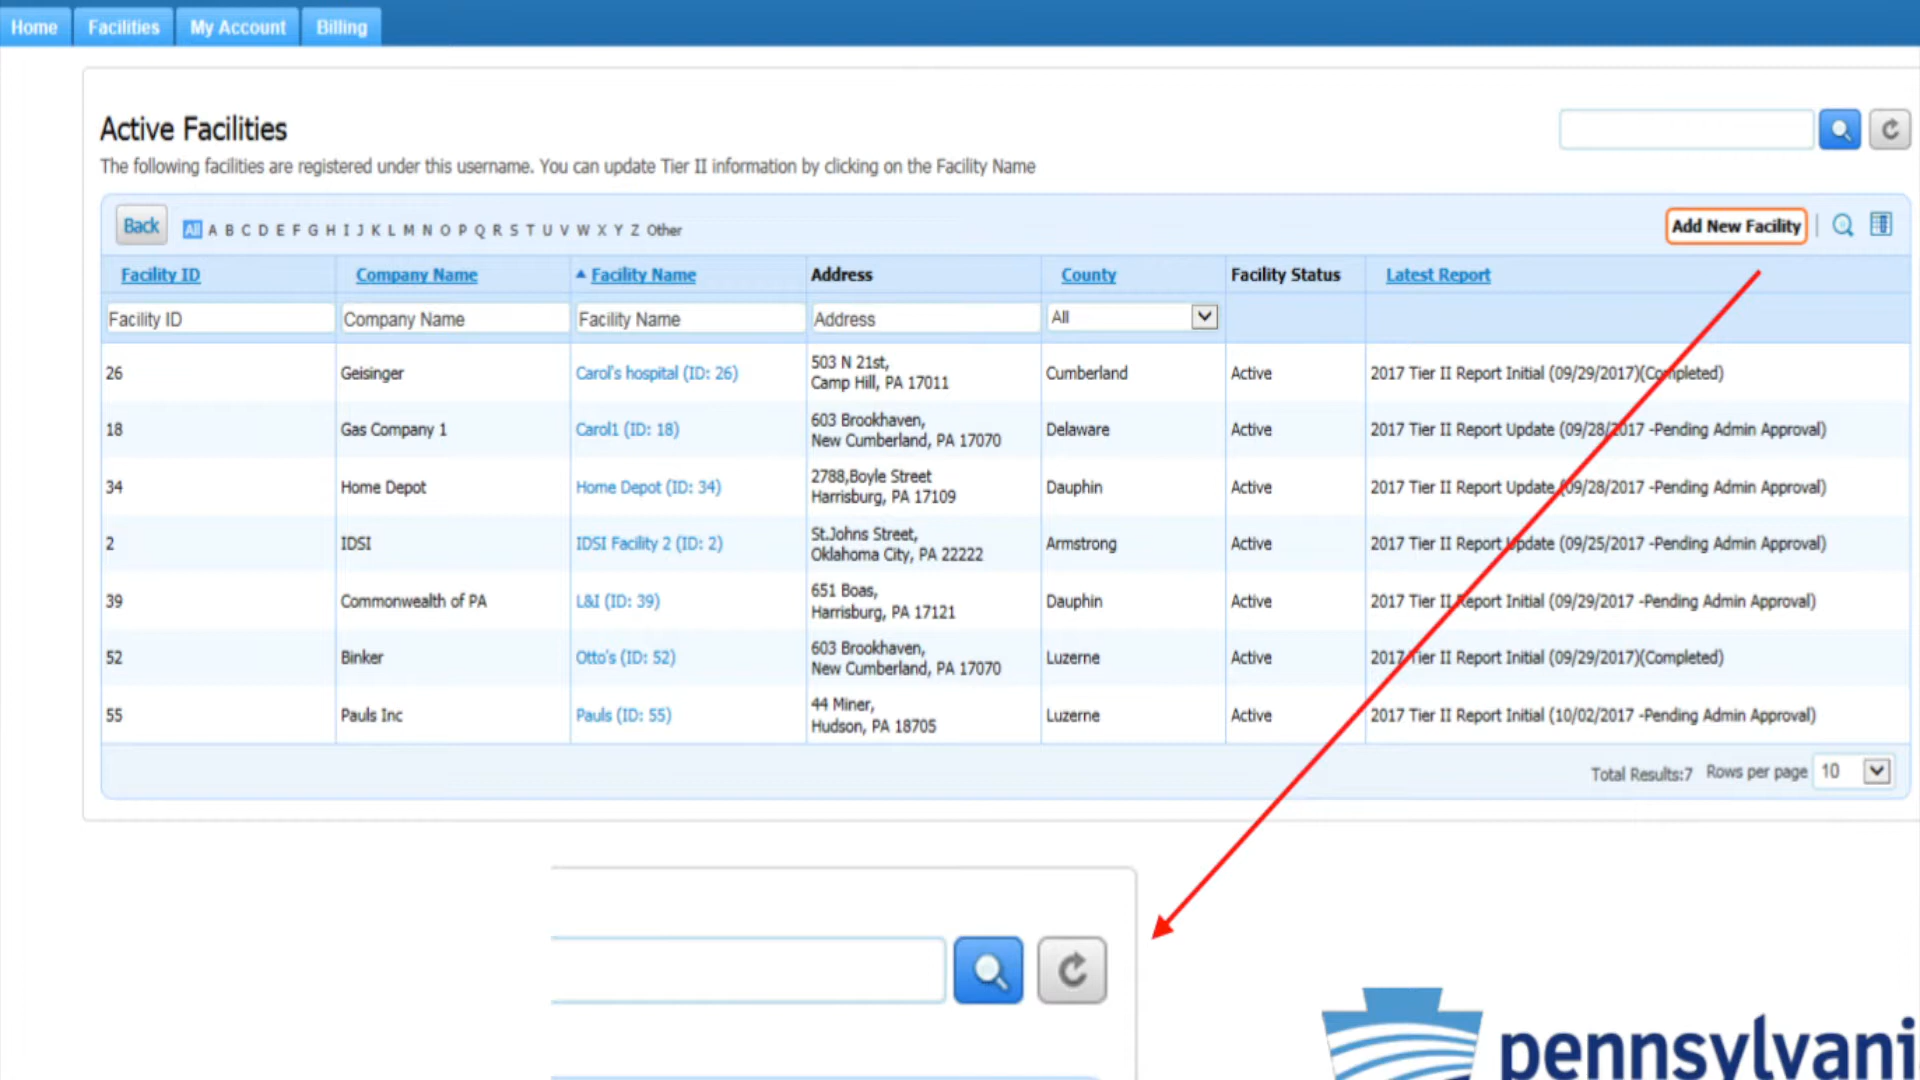 Home Facilities My Account Billing
Active Facilities
The following facilities are registered under this username. You can update Tier II information by clicking on the Facility Name
Back All A B C D E F G H I J K L M N O P Q R S T U V W X Y Z Other Add New Facility
Facility ID Company Name Facility Name Address County Facility Status Latest Report
Facility ID Company Name Facility Name Address All
503 N 21st,
26 Geisinger Carol's hospital (ID: 26) Cumberland Active 2017 Tier II Report Initial (09/29/2017)(Completed)
Camp Hill, PA 17011
603 Brookhaven,
18 Gas Company 1 Carol1 (ID: 18) Delaware Active 2017 Tier II Report Update (09/28/2017 -Pending Admin Approval)
New Cumberland, PA 17070
2788,Boyle Street
34 Home Depot Home Depot (ID: 34) Dauphin Active 2017 Tier II Report Update (09/28/2017 -Pending Admin Approval)
Harrisburg, PA 17109
St.Johns Street,
2 IDSI IDSI Facility 2 (ID: 2) Armstrong Active 2017 Tier II Report Update (09/25/2017 -Pending Admin Approval)
Oklahoma City, PA 22222
651 Boas,
39 Commonwealth of PA L&I (ID: 39) Dauphin Active 2017 Tier II Report Initial (09/29/2017 -Pending Admin Approval)
Harrisburg, PA 17121
603 Brookhaven,
52 Binker Otto's (ID: 52) Luzerne Active 2017 Tier II Report Initial (09/29/2017)(Completed)
New Cumberland, PA 17070
44 Miner,
55 Pauls Inc Pauls (ID: 55) Luzerne Active 2017 Tier II Report Initial (10/02/2017 -Pending Admin Approval)
Hudson, PA 18705
Total Results:7 Rows per page 10
pennsylvani